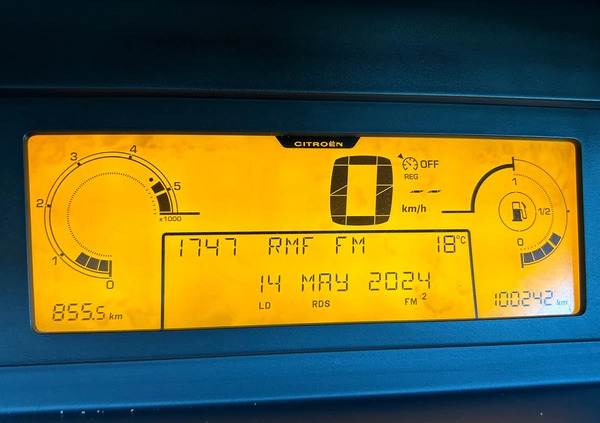 CITROËN
4
3
5
2
x1000
1
0
OFF
REG
0
--
km/h
1
1/2
0
1747 RMF FM 18°C
14 MAY 2024
LD RDS FM 2
855.5 km
100242 km